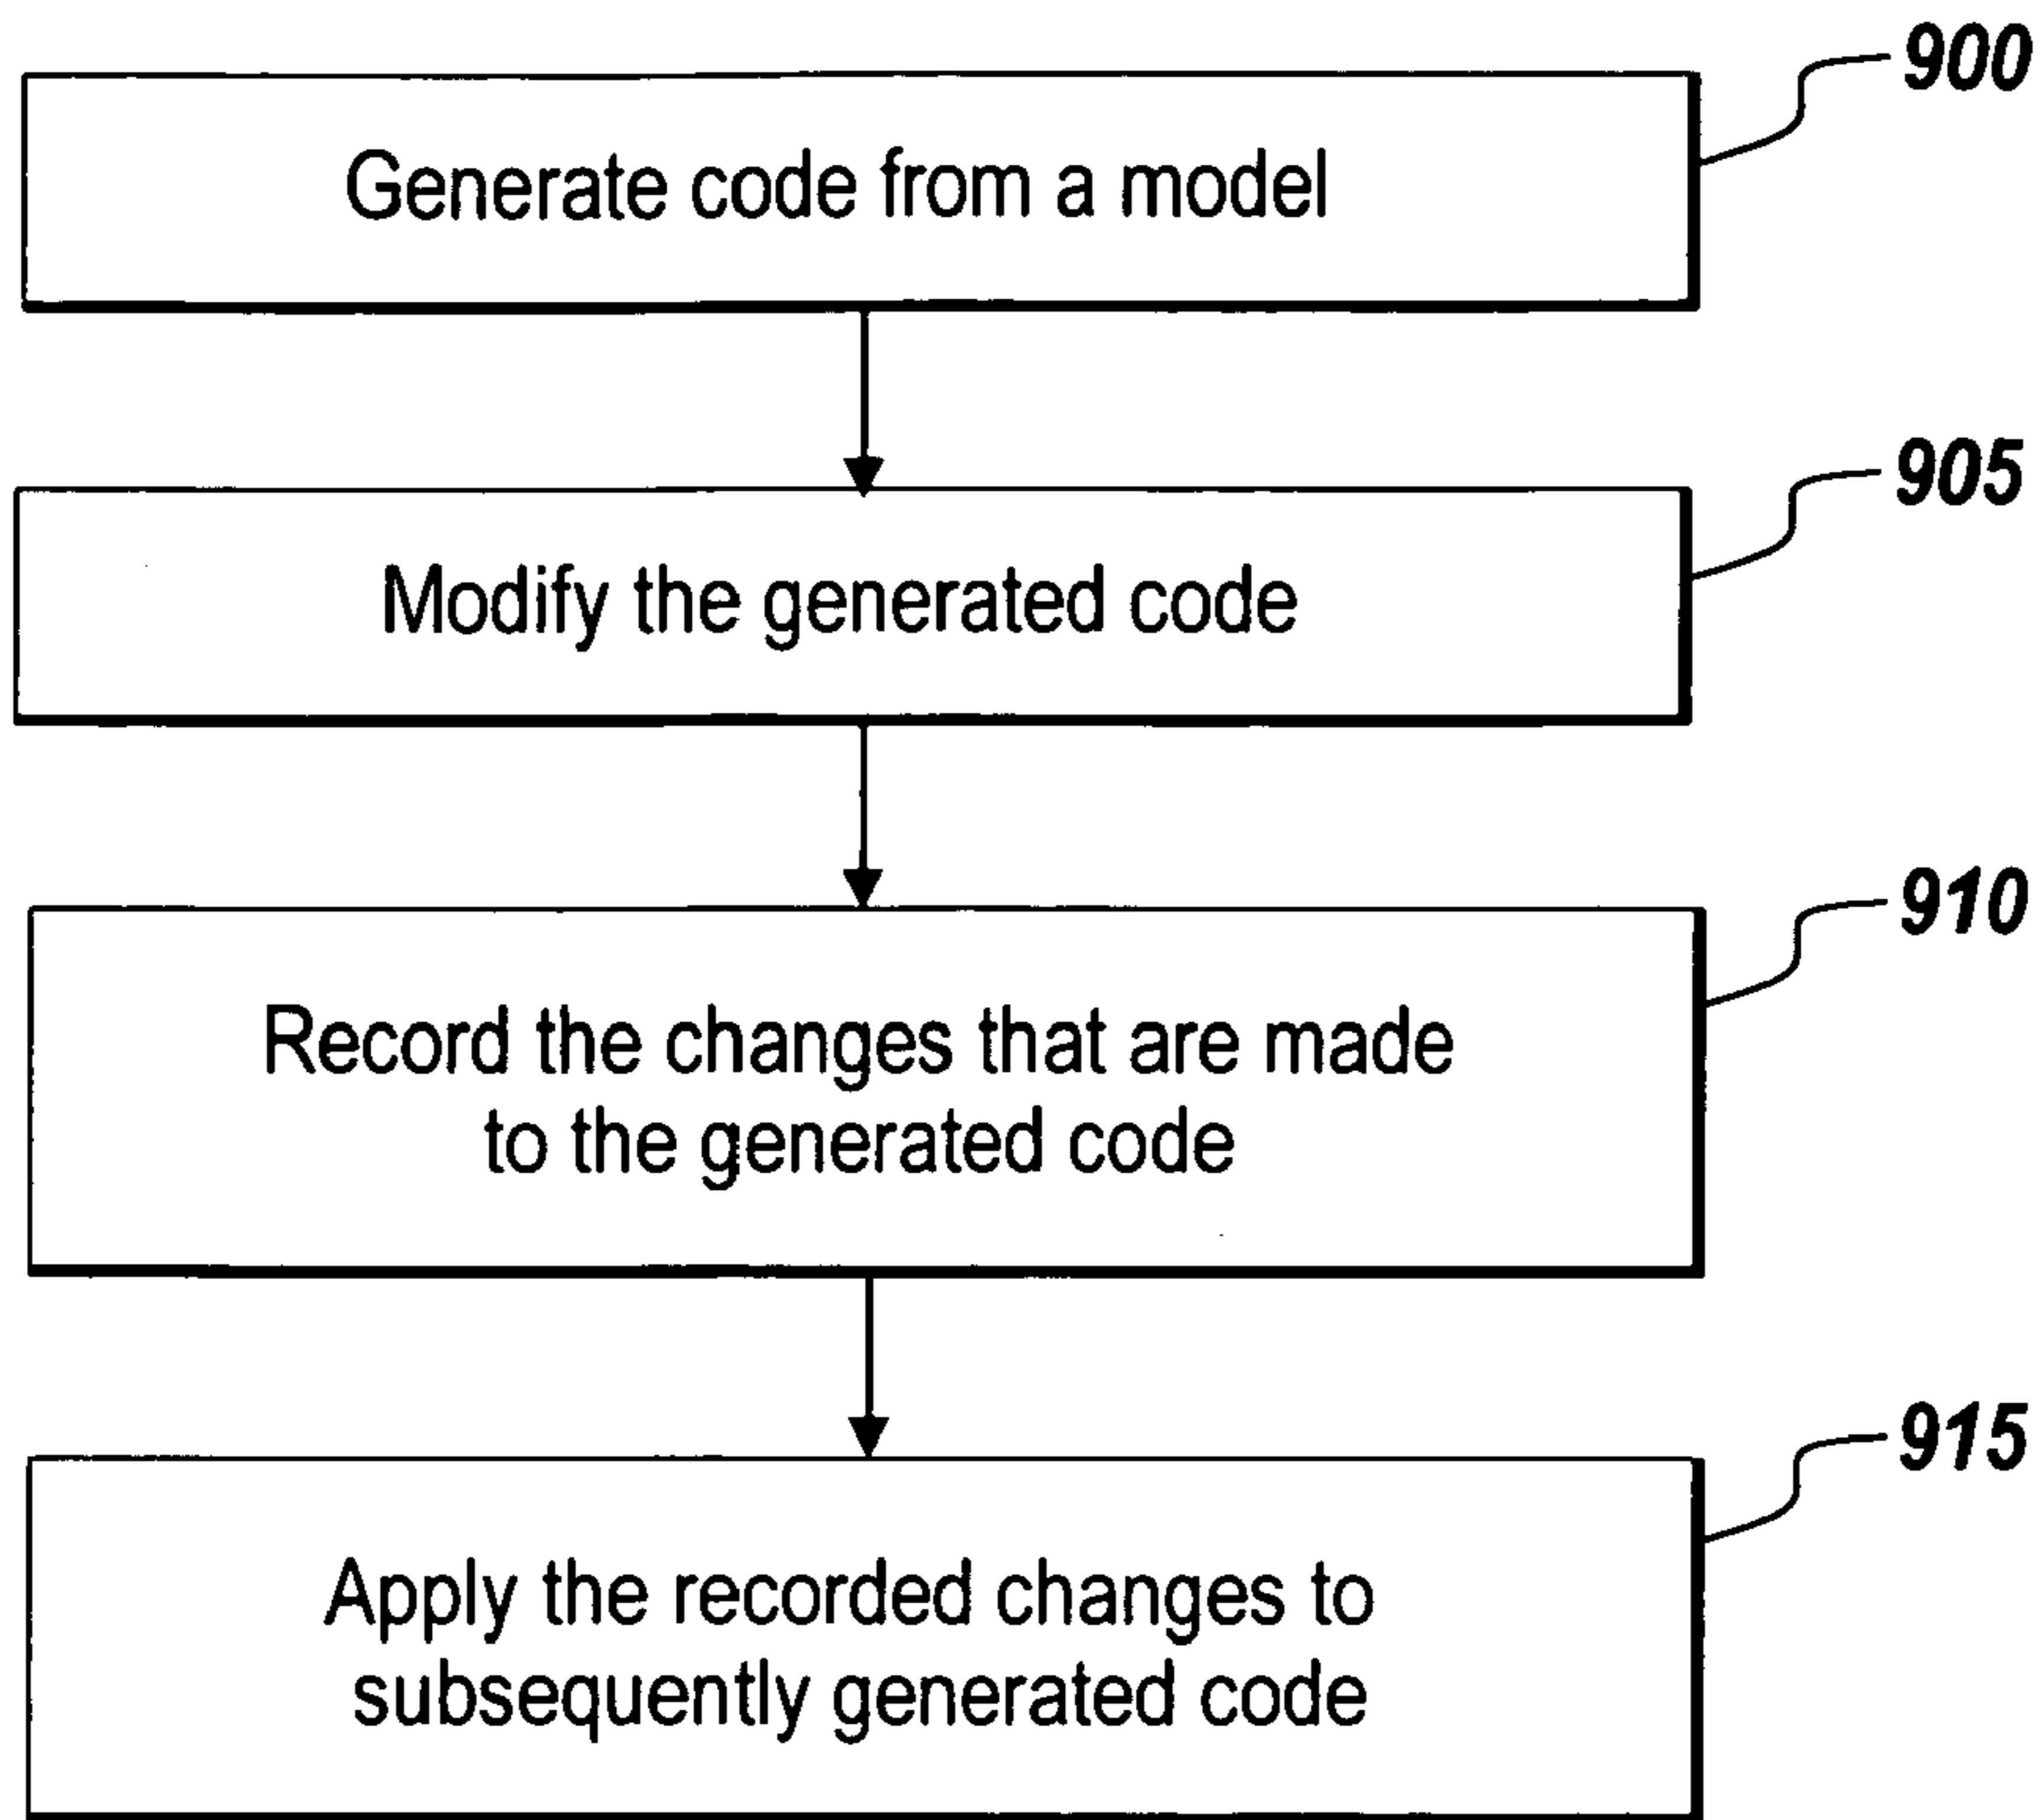 900
Generate code from a model
905
Modify the generated code
910
Record the changes that are made
to the generated code
915
Apply the recorded changes to
subsequently generated code